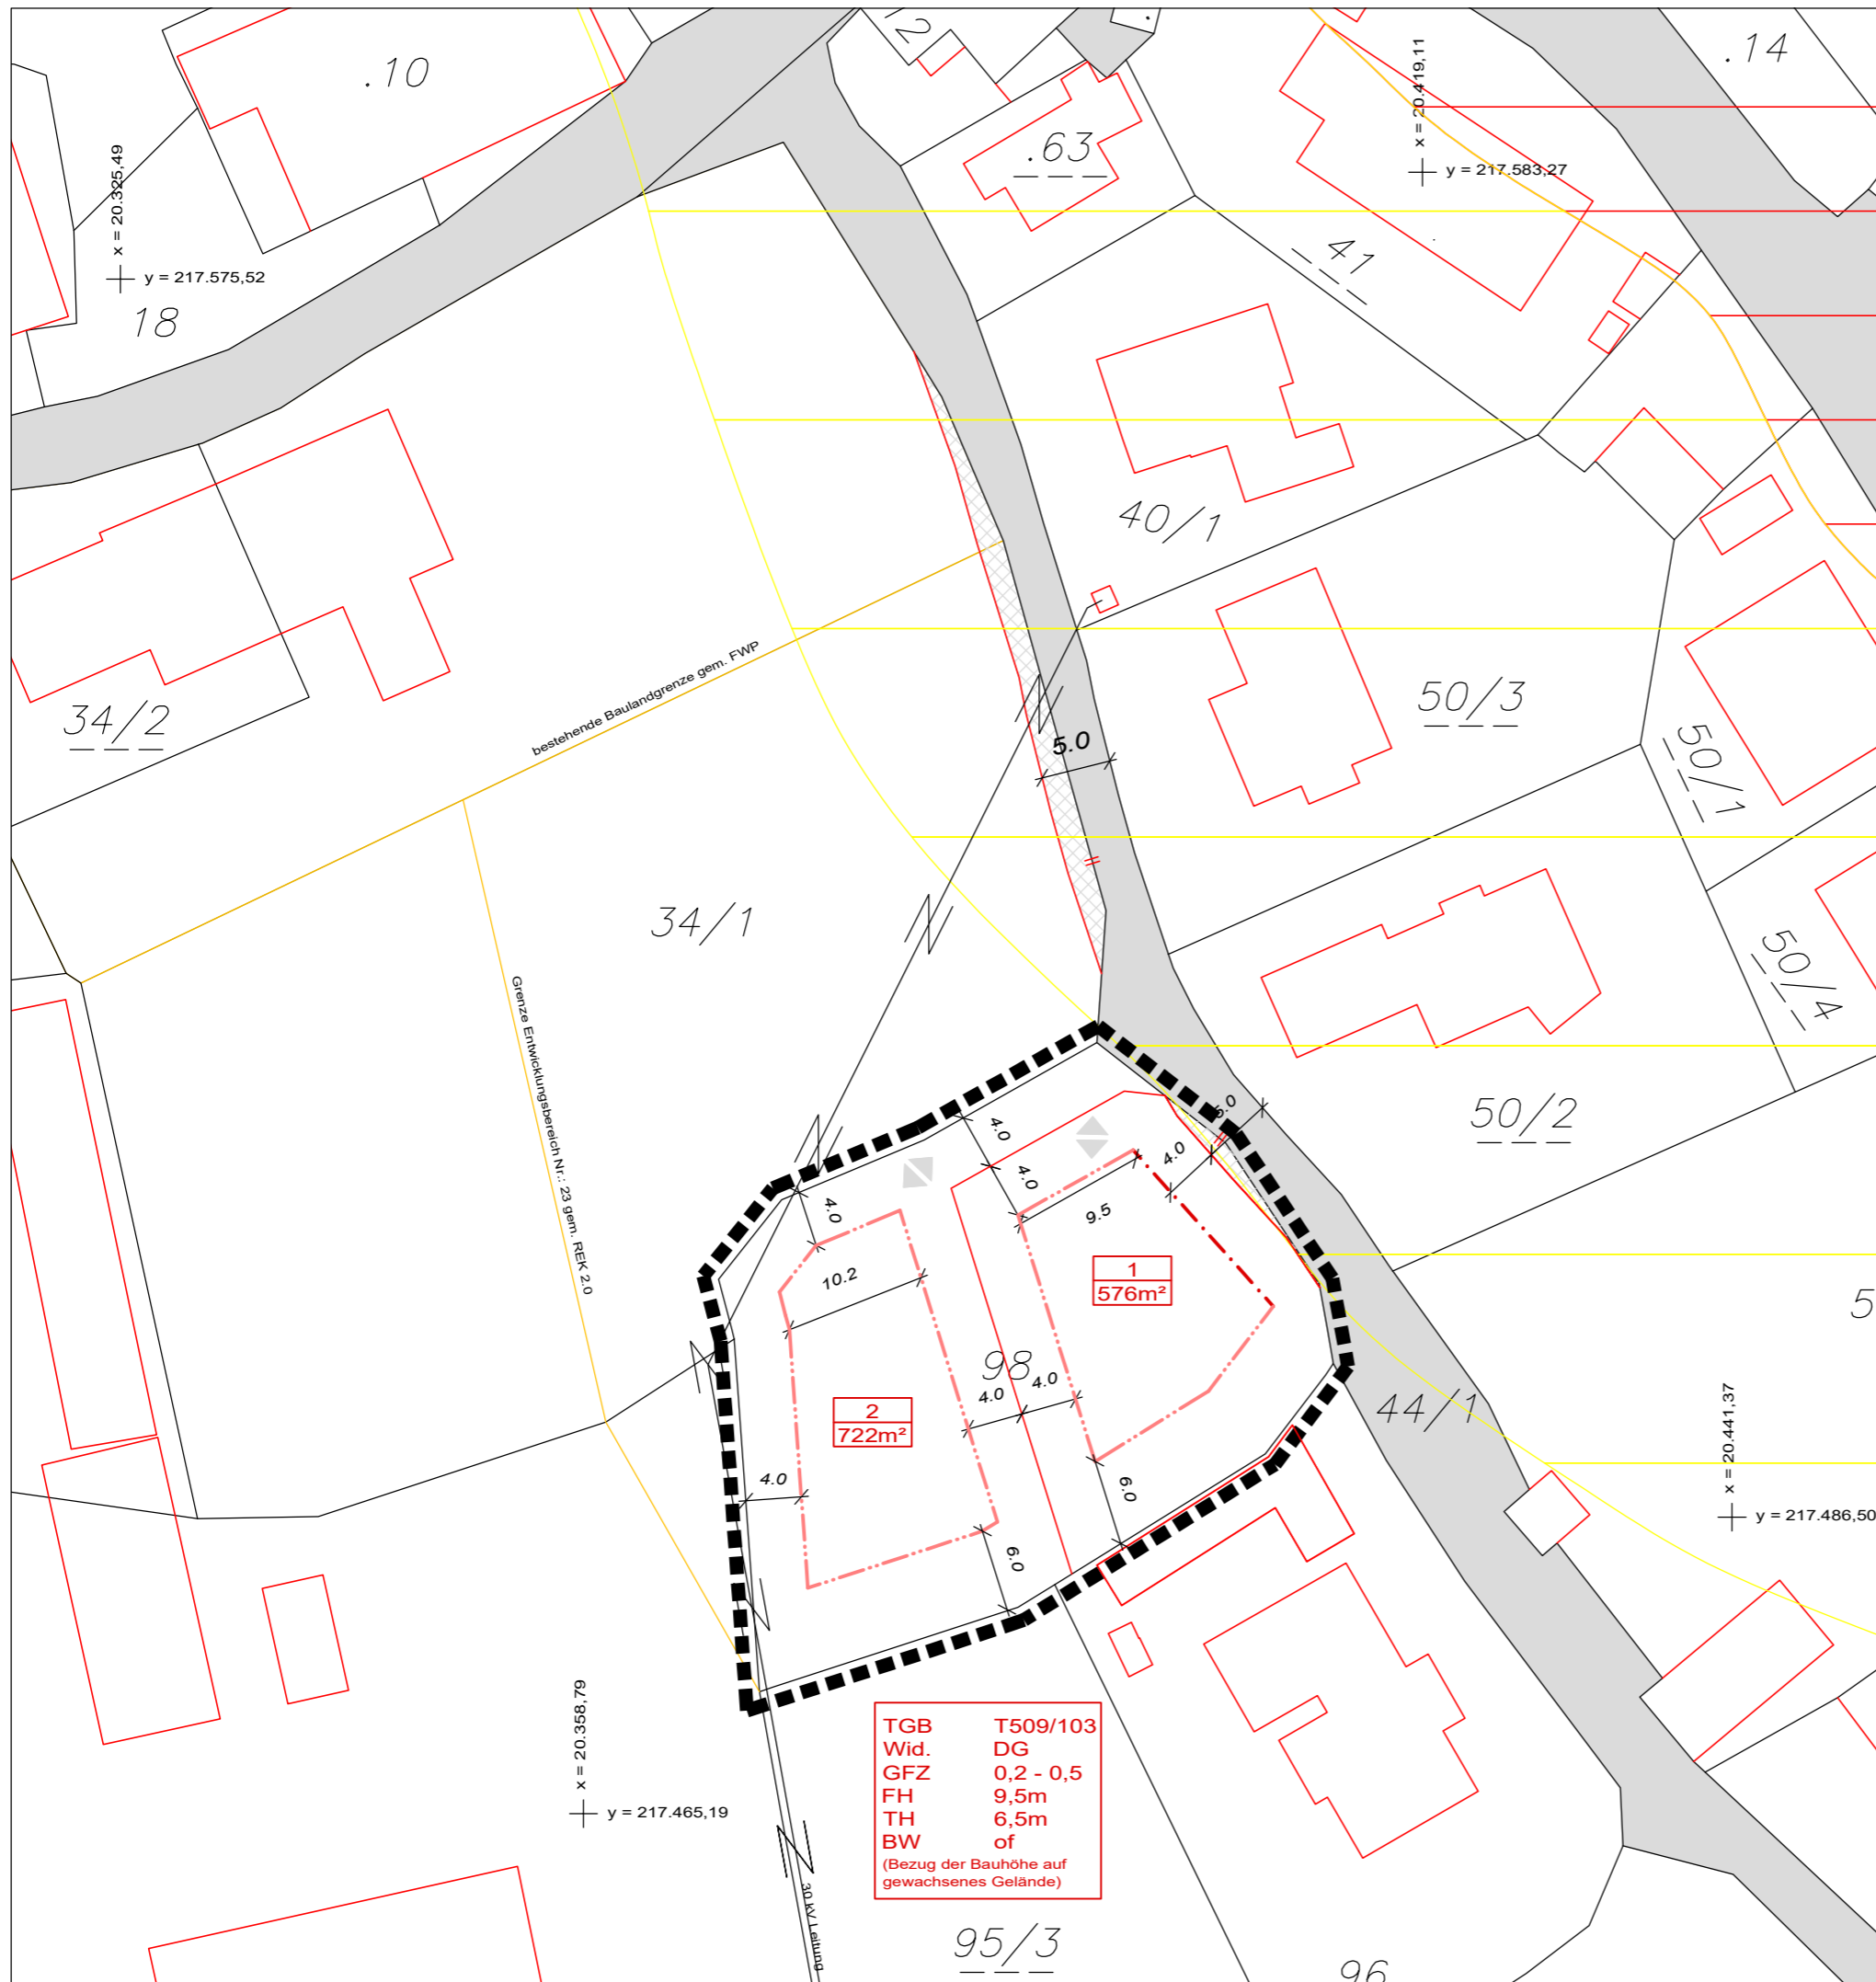 .10
2
.14
x = 20.419,11
y = 217.583,27
x = 20.325,49
y = 217.575,52
.63
41
18
40/1
34/2
bestehende Baulandgrenze gem. FWP
50/3
50/1
5.0
34/1
50/4
Grenze Entwicklungsbereich Nr.: 23 gem. REK 2.0
50/2
5.0
4.0
4.0
4.0
4.0
9.5
10.2
1
576m²
5
98
4.0
4.0
2
722m²
44/1
4.0
6.0
6.0
x = 20.441,37
y = 217.486,50
x = 20.358,79
y = 217.465,19
TGB T509/103
Wid. DG
GFZ 0,2 - 0,5
FH 9,5m
TH 6,5m
BW of
(Bezug der Bauhöhe auf
gewachsenes Gelände)
30 kV Leitung
95/3
96